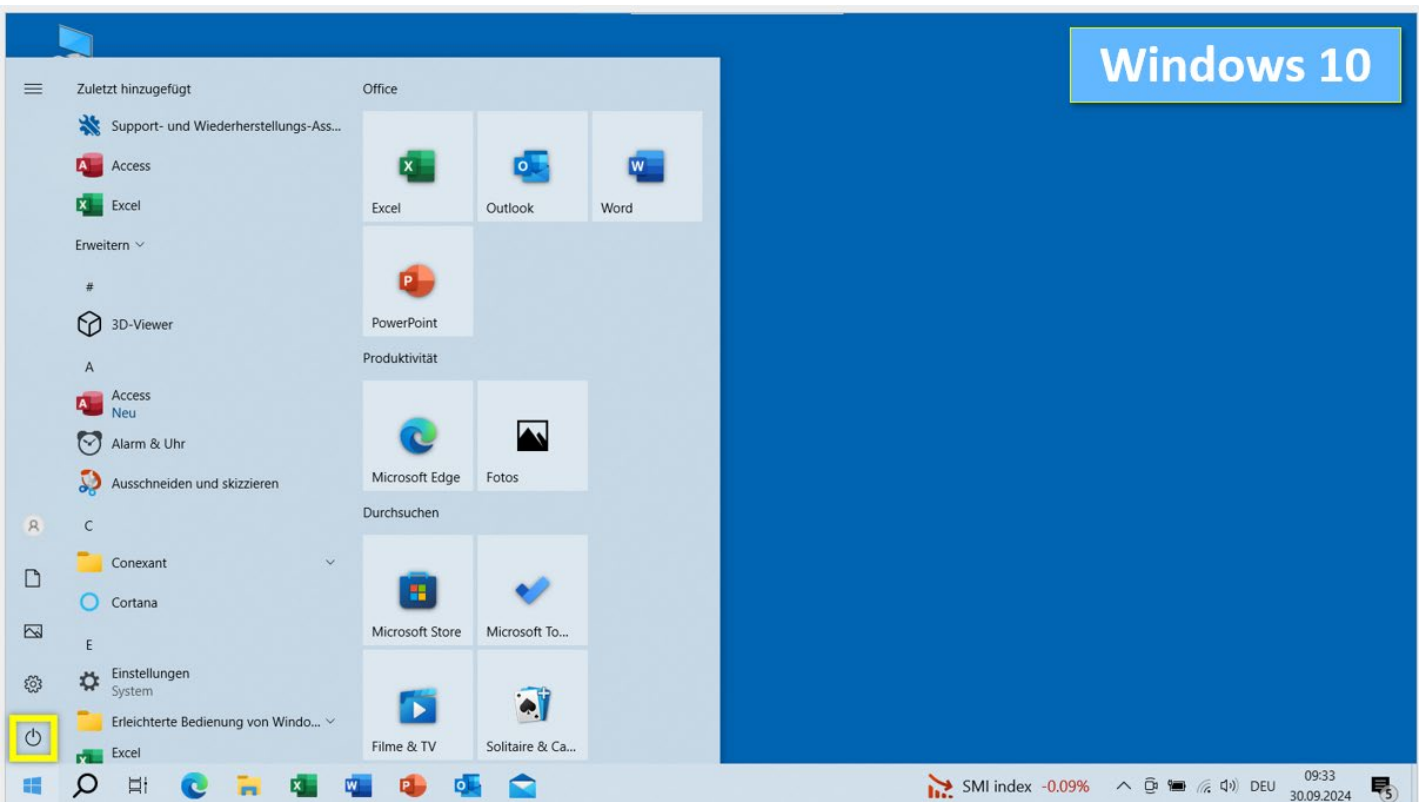 Windows 10
Zuletzt hinzugefügt
Support- und Wiederherstellungs-Ass...
Access
Excel
Erweitern
#
3D-Viewer
A
Access
Neu
Alarm & Uhr
Ausschneiden und skizzieren
C
Conexant
Cortana
E
Einstellungen
System
Erleichterte Bedienung von Windo...
Excel
Office
Excel
Outlook
Word
PowerPoint
Produktivität
Microsoft Edge
Fotos
Durchsuchen
Microsoft Store
Microsoft To...
Filme & TV
Solitaire & Ca...
SMI index -0.09%
DEU
09:33
30.09.2024
5